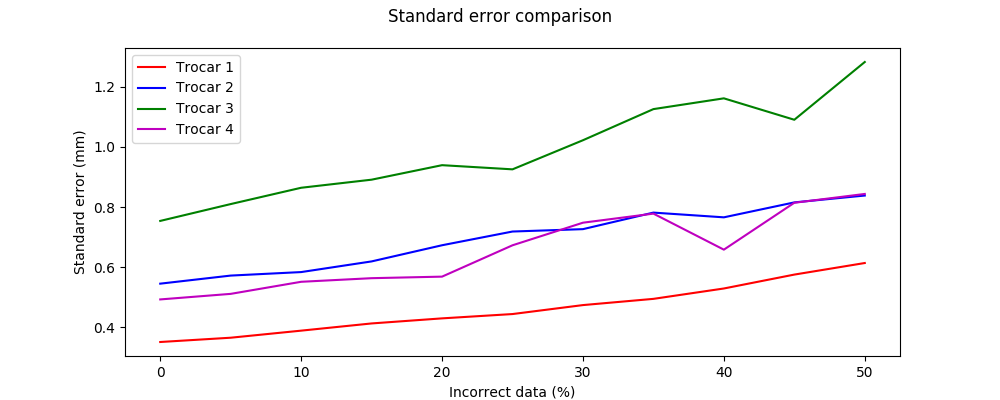 Standard error comparison
Trocar 1
Trocar 2
Trocar 3
Trocar 4
Standard error (mm)
1.2
1.0
0.8
0.6
0.4
0 10 20 30 40 50
Incorrect data (%)